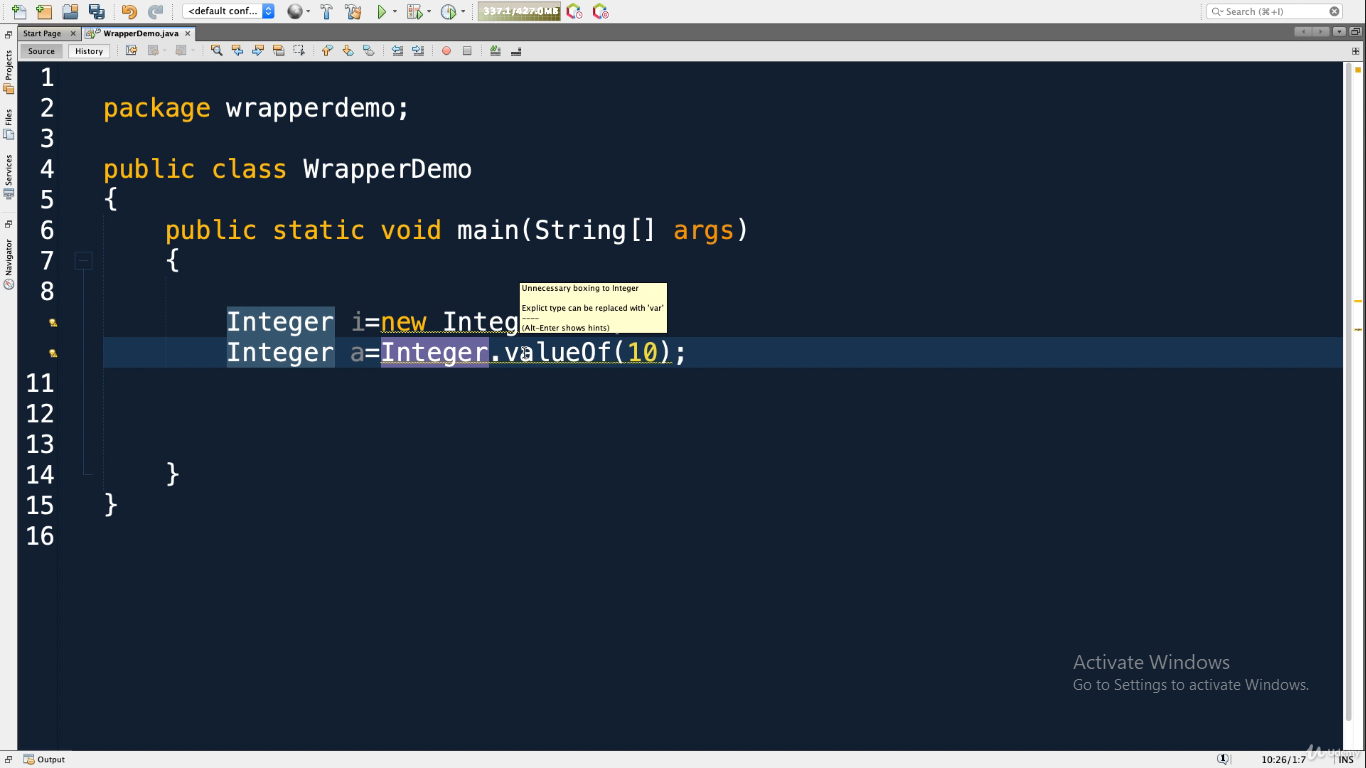 <default conf...
337.1/427.0MB
Search (⌘+I)
Start Page
WrapperDemo.java
Source
History
Projects
Files
Services
Navigator
1
2 package wrapperdemo;
3
4 public class WrapperDemo
5 {
6 public static void main(String[] args)
7 {
8
Unnecessary boxing to Integer
Explict type can be replaced with 'var'
----
(Alt-Enter shows hints)
Integer i=new Integ
Integer a=Integer.valueOf(10);
11
12
13
14 }
15 }
16
Activate Windows
Go to Settings to activate Windows.
Output
1
10:26/1:7
INS
Udemy